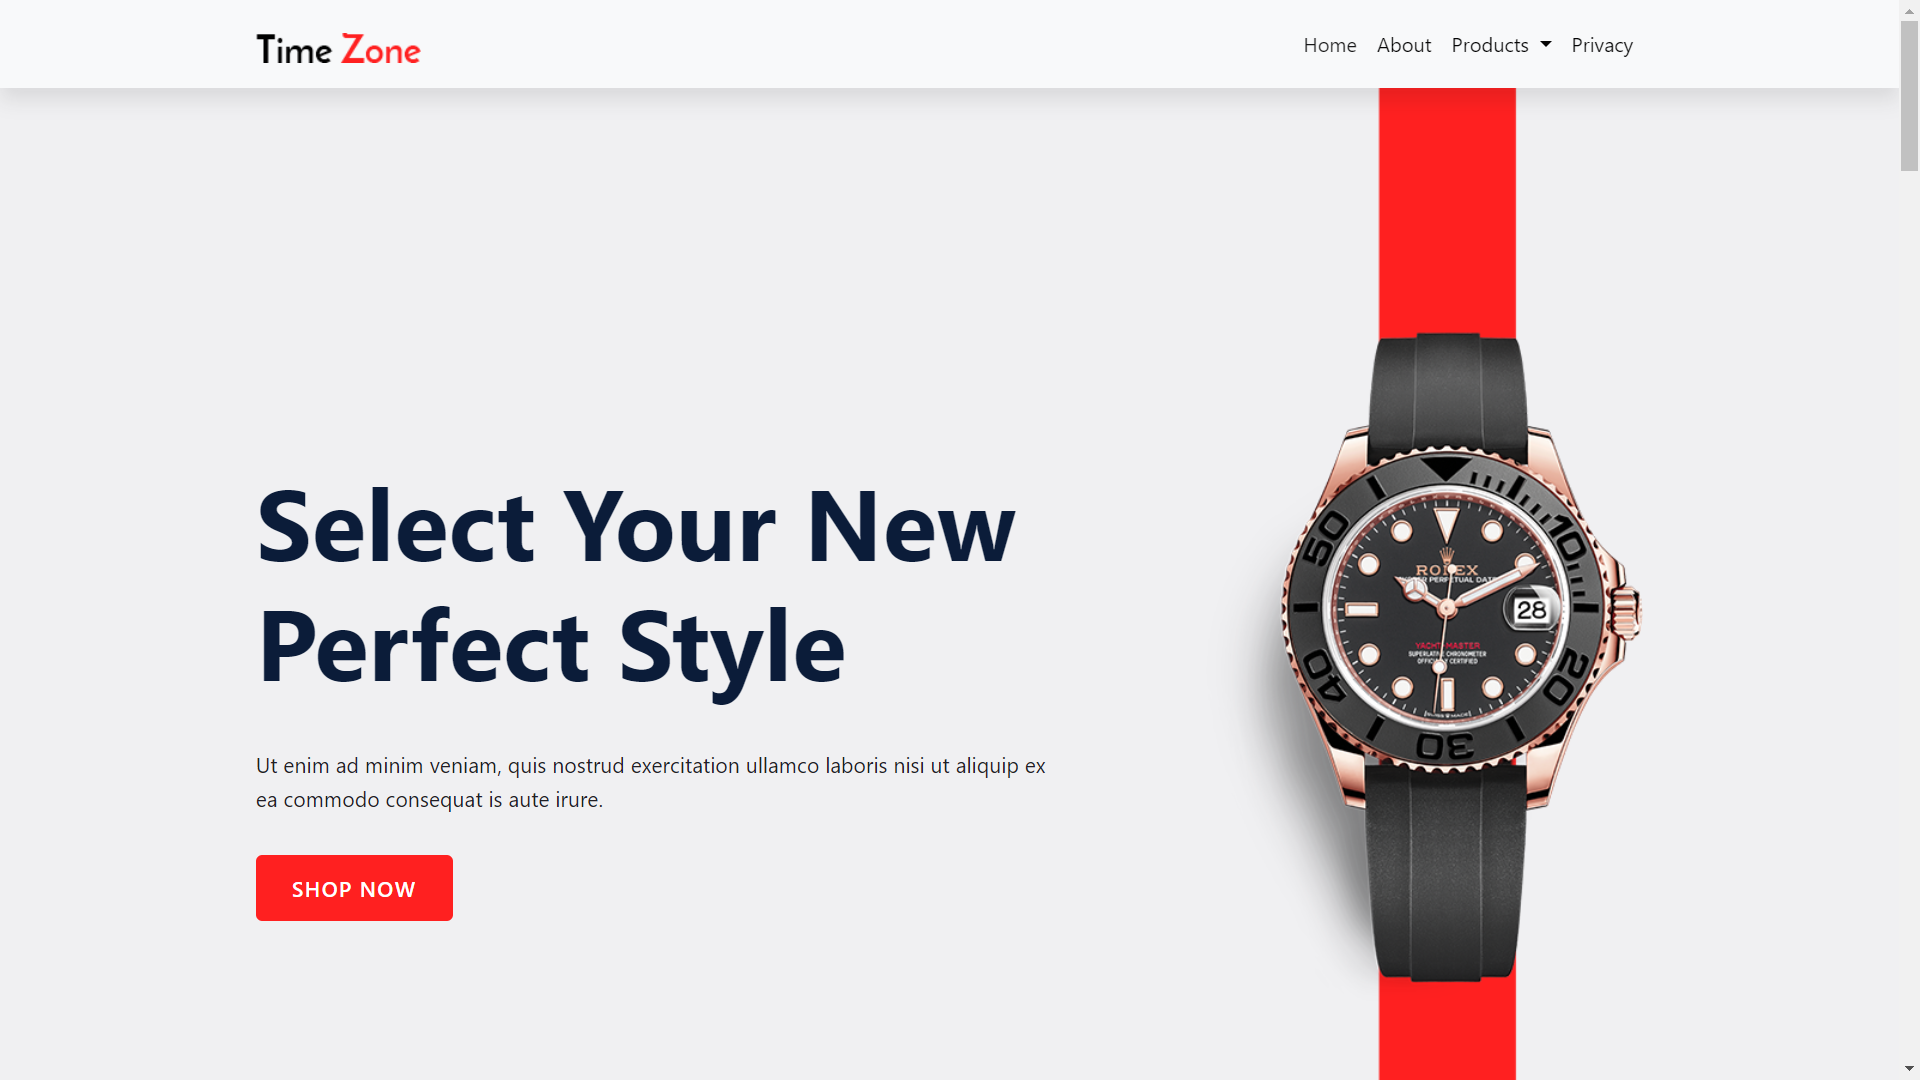 Time Zone
Home About Products Privacy
Select Your New
Perfect Style
Ut enim ad minim veniam, quis nostrud exercitation ullamco laboris nisi ut aliquip ex
ea commodo consequat is aute irure.
SHOP NOW
ROLEX
PERPETUAL DATE
28
YACHT-MASTER
SUPERLATIVE CHRONOMETER
OFFICIALLY CERTIFIED
SWISS MADE
10
20
30
40
50